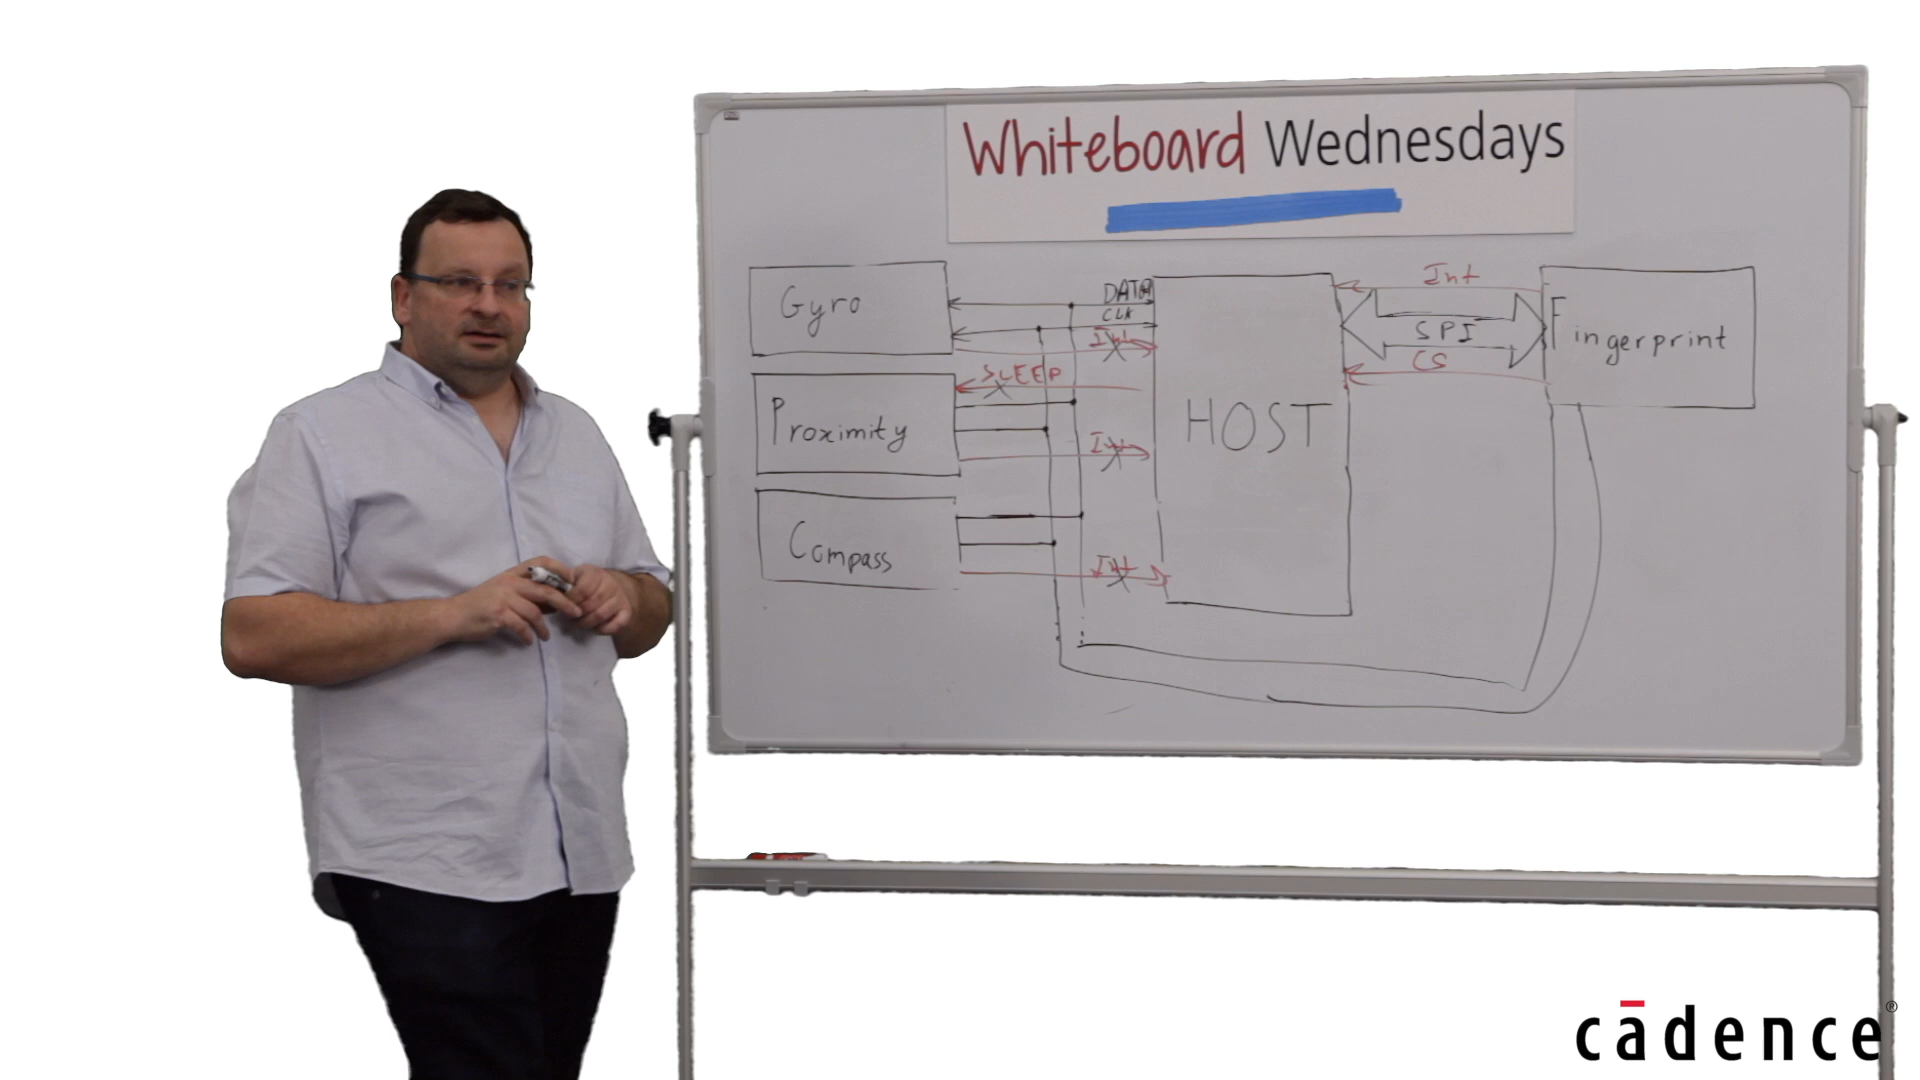 Whiteboard Wednesdays
Gyro
DATA
CLK
Int
SLEEP
Proximity
Int
Compass
Int
HOST
Int
SPI
CS
Fingerprint
cādence®